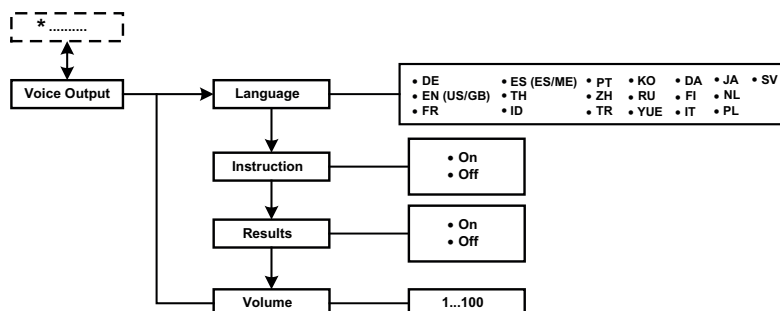 * ..........
Voice Output
Language
• DE • ES (ES/ME) • PT • KO • DA • JA • SV
• EN (US/GB) • TH • ZH • RU • FI • NL
• FR • ID • TR • YUE • IT • PL
Instruction
• On
• Off
Results
• On
• Off
Volume
1...100